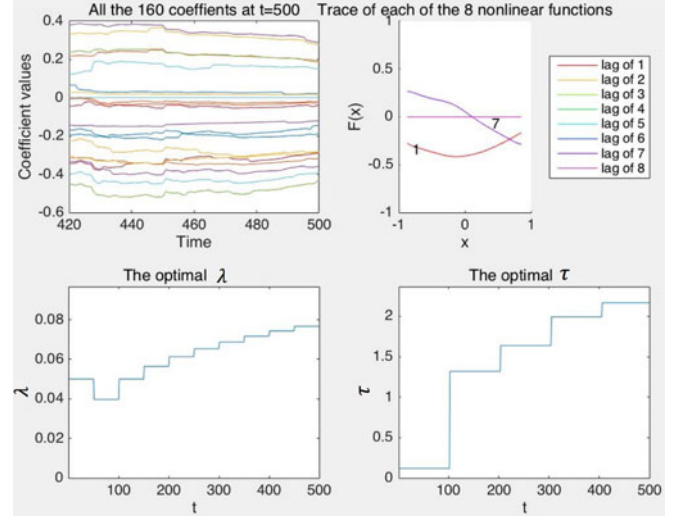 All the 160 coeffients at t=500
Trace of each of the 8 nonlinear functions
0.4
0.2
0
-0.2
-0.4
-0.6
Coefficient values
420
440
460
480
500
Time
1
0.5
0
-0.5
-1
F(x)
1
7
-1
0
1
x
lag of 1
lag of 2
lag of 3
lag of 4
lag of 5
lag of 6
lag of 7
lag of 8
The optimal λ
0.08
0.06
0.04
0.02
0
λ
100
200
300
400
500
t
The optimal τ
2
1.5
1
0.5
0
τ
100
200
300
400
500
t